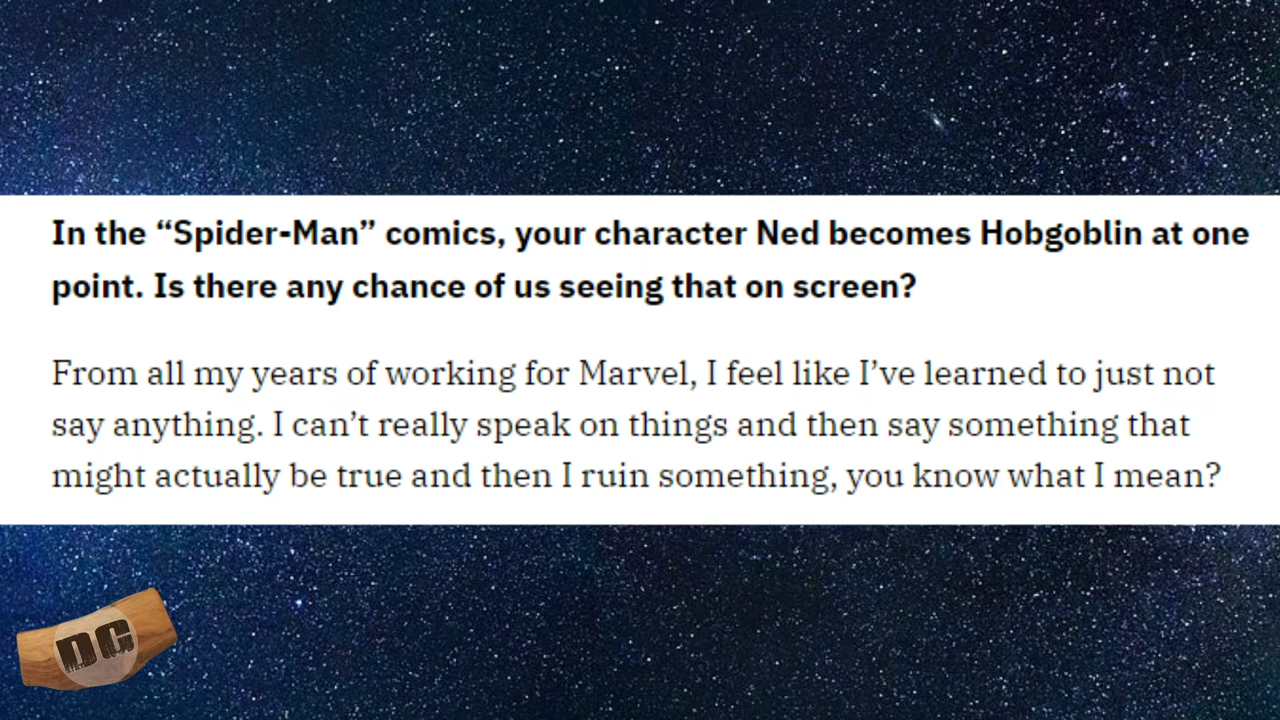 In the “Spider-Man” comics, your character Ned becomes Hobgoblin at one
point. Is there any chance of us seeing that on screen?
From all my years of working for Marvel, I feel like I’ve learned to just not
say anything. I can’t really speak on things and then say something that
might actually be true and then I ruin something, you know what I mean?
DG